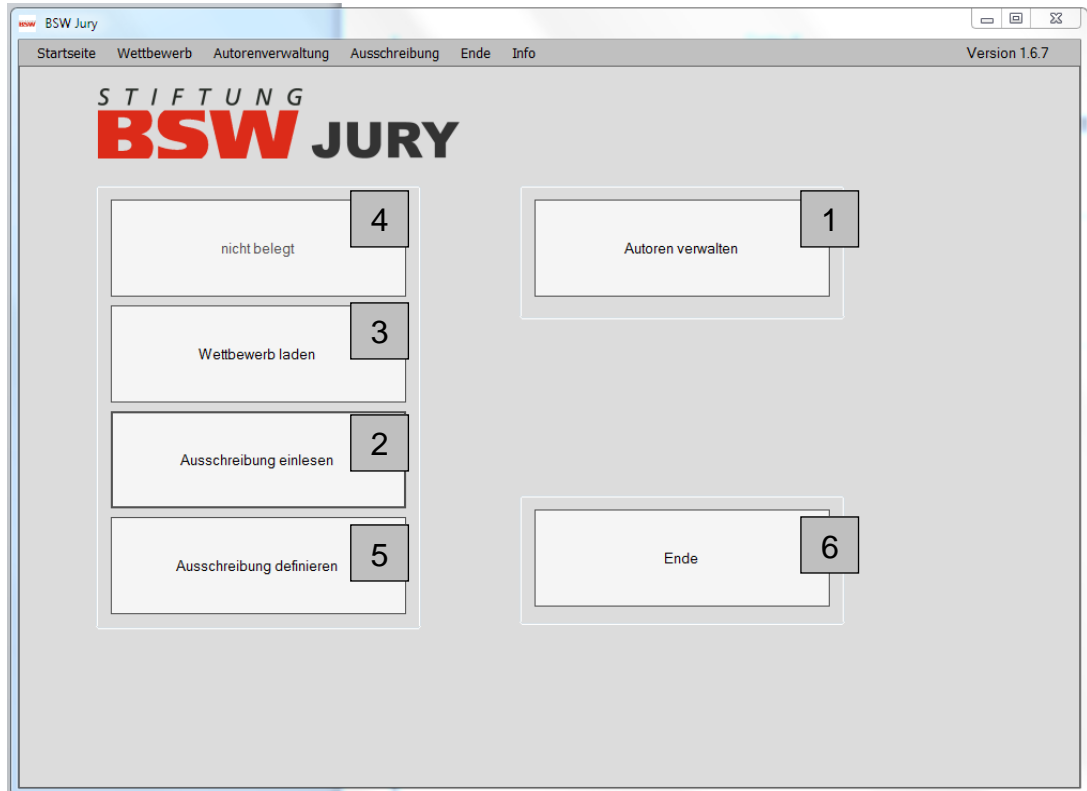 BSW Jury
Startseite Wettbewerb Autorenverwaltung Ausschreibung Ende Info Version 1.6.7
STIFTUNG
BSW JURY
4
nicht belegt
1
Autoren verwalten
3
Wettbewerb laden
2
Ausschreibung einlesen
5
Ausschreibung definieren
6
Ende